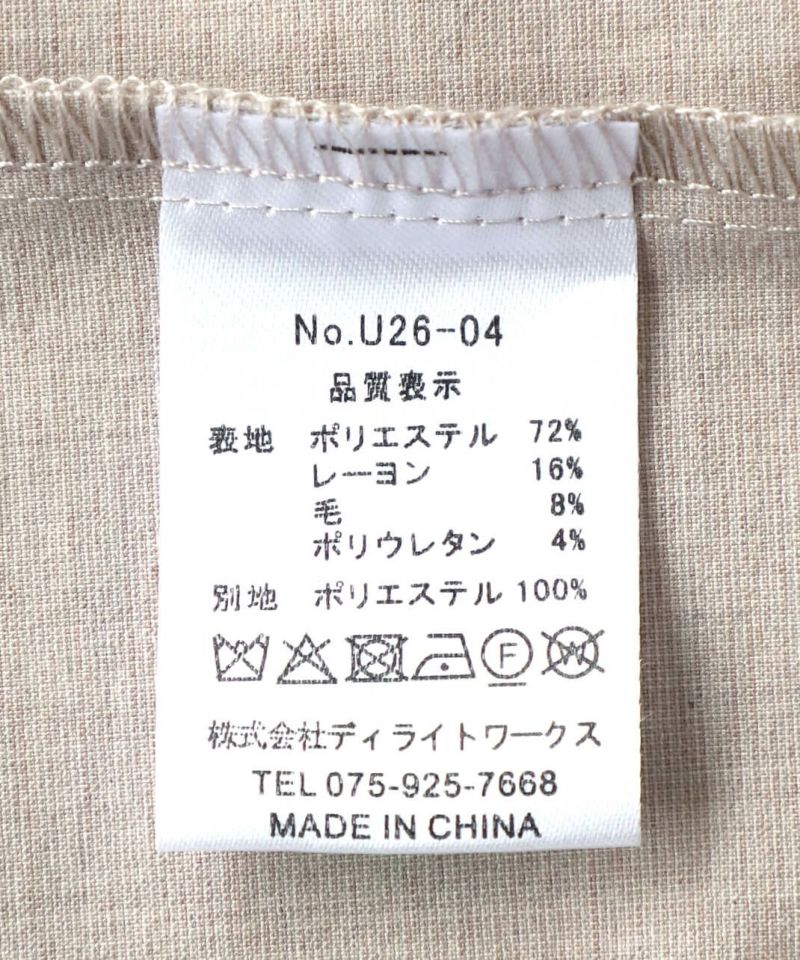 No.U26-04
品質表示
表地 ポリエステル 72%
レーヨン 16%
毛 8%
ポリウレタン 4%
別地 ポリエステル 100%
F W
株式会社ディライトワークス
TEL 075-925-7668
MADE IN CHINA